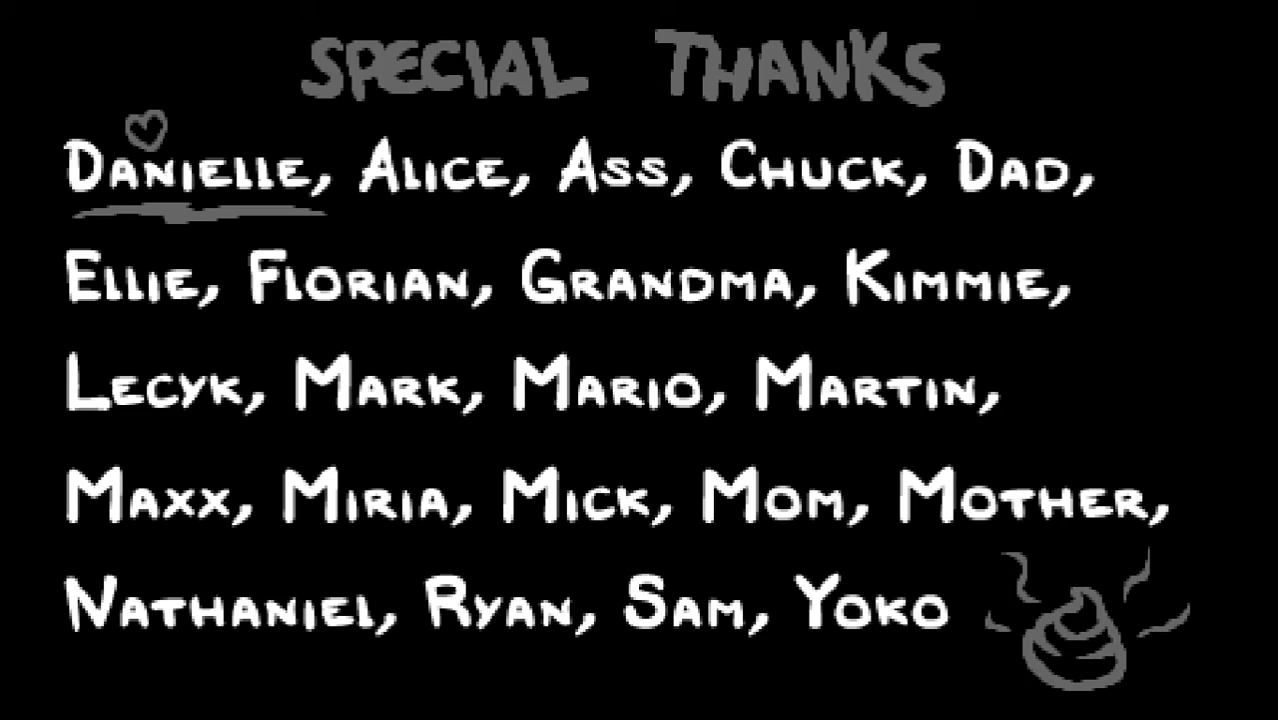 SPECIAL THANKS
DANIELLE, ALICE, ASS, CHUCK, DAD,
ELLIE, FLORIAN, GRANDMA, KIMMIE,
LECYK, MARK, MARIO, MARTIN,
MAXX, MIRIA, MICK, MOM, MOTHER,
NATHANIEL, RYAN, SAM, YOKO